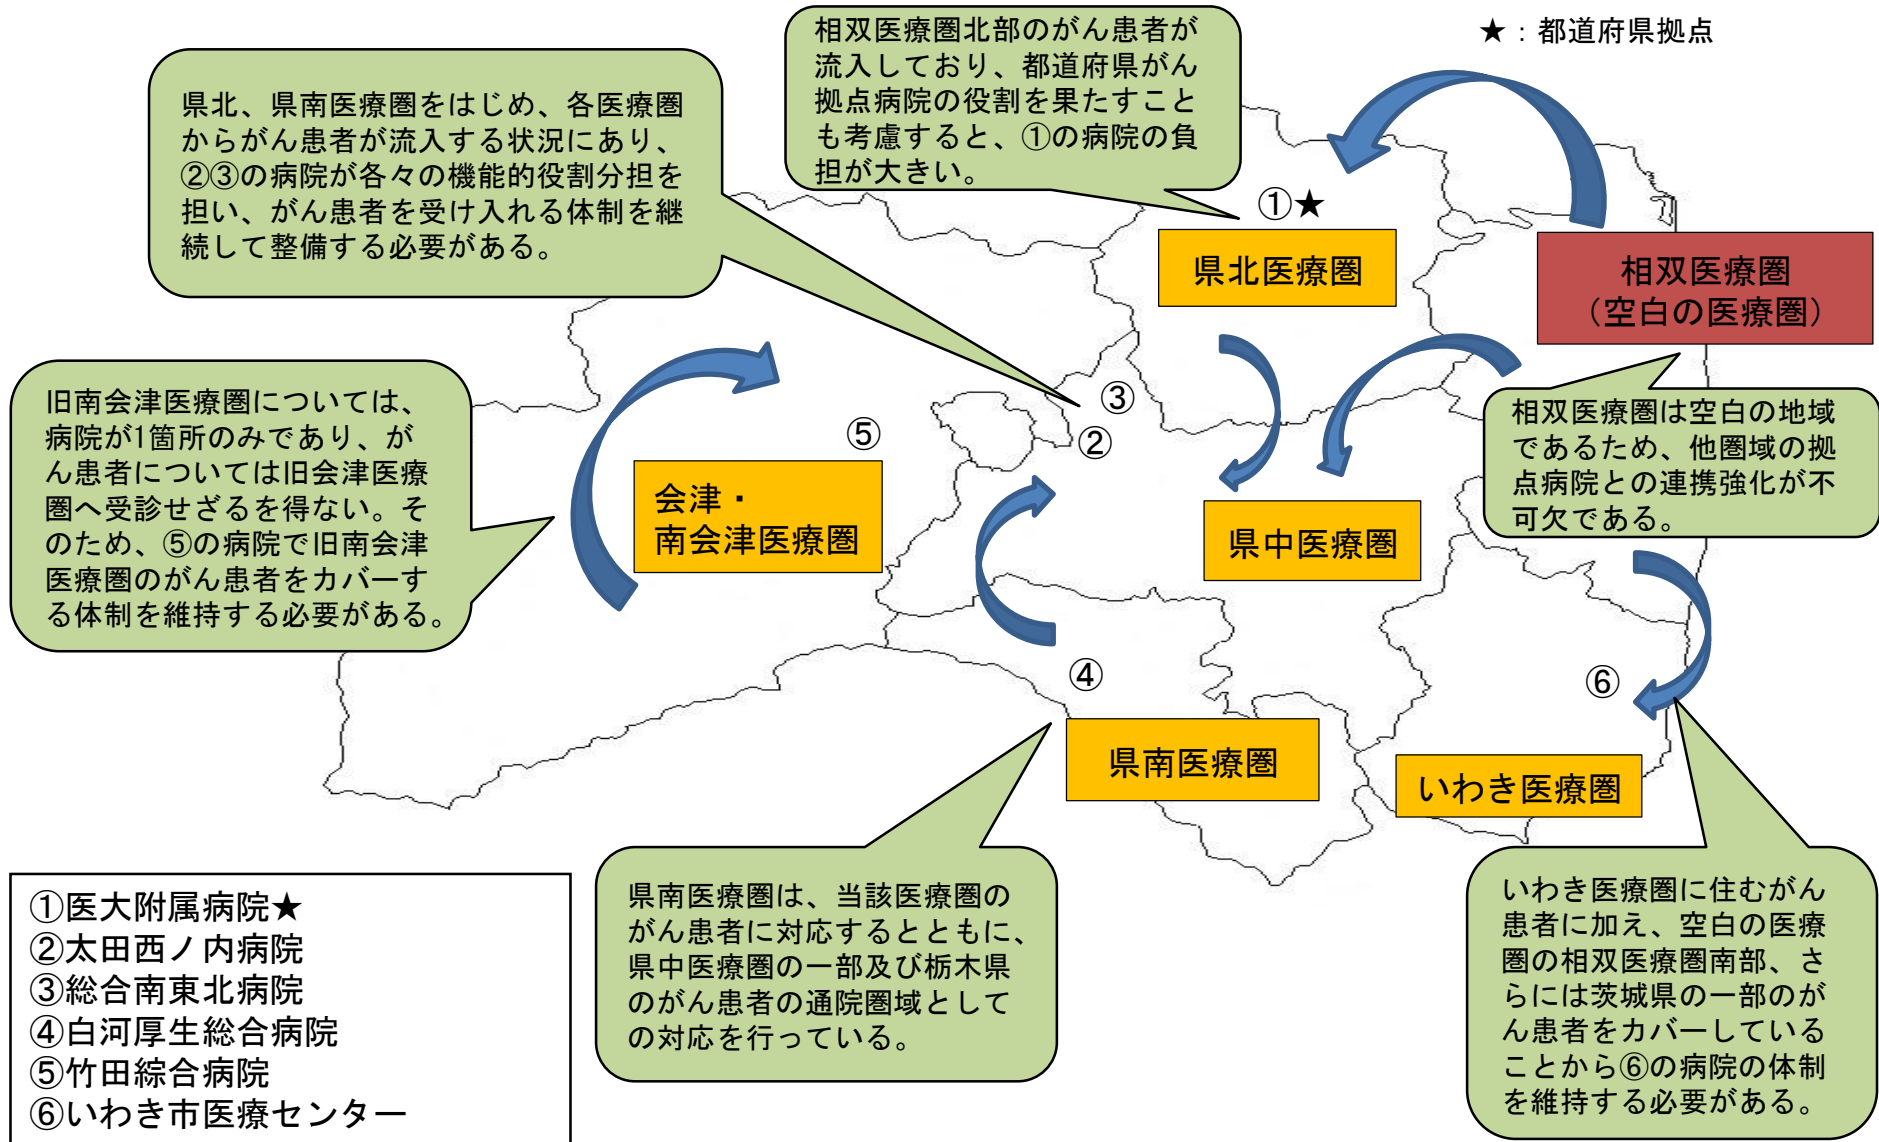 ★：都道府県拠点
相双医療圏北部のがん患者が
流入しており、都道府県がん
拠点病院の役割を果たすこと
も考慮すると、①の病院の負
担が大きい。
県北、県南医療圏をはじめ、各医療圏
からがん患者が流入する状況にあり、
②③の病院が各々の機能的役割分担を
担い、がん患者を受け入れる体制を継
続して整備する必要がある。
①★
県北医療圏
相双医療圏
（空白の医療圏）
旧南会津医療圏については、
病院が1箇所のみであり、が
ん患者については旧会津医療
圏へ受診せざるを得ない。そ
のため、⑤の病院で旧南会津
医療圏のがん患者をカバーす
る体制を維持する必要がある。
③
②
⑤
会津・
南会津医療圏
県中医療圏
相双医療圏は空白の地域
であるため、他圏域の拠
点病院との連携強化が不
可欠である。
④
⑥
県南医療圏
いわき医療圏
県南医療圏は、当該医療圏の
がん患者に対応するとともに、
県中医療圏の一部及び栃木県
のがん患者の通院圏域として
の対応を行っている。
いわき医療圏に住むがん
患者に加え、空白の医療
圏の相双医療圏南部、さ
らには茨城県の一部のが
ん患者をカバーしている
ことから⑥の病院の体制
を維持する必要がある。
①医大附属病院★
②太田西ノ内病院
③総合南東北病院
④白河厚生総合病院
⑤竹田綜合病院
⑥いわき市医療センター